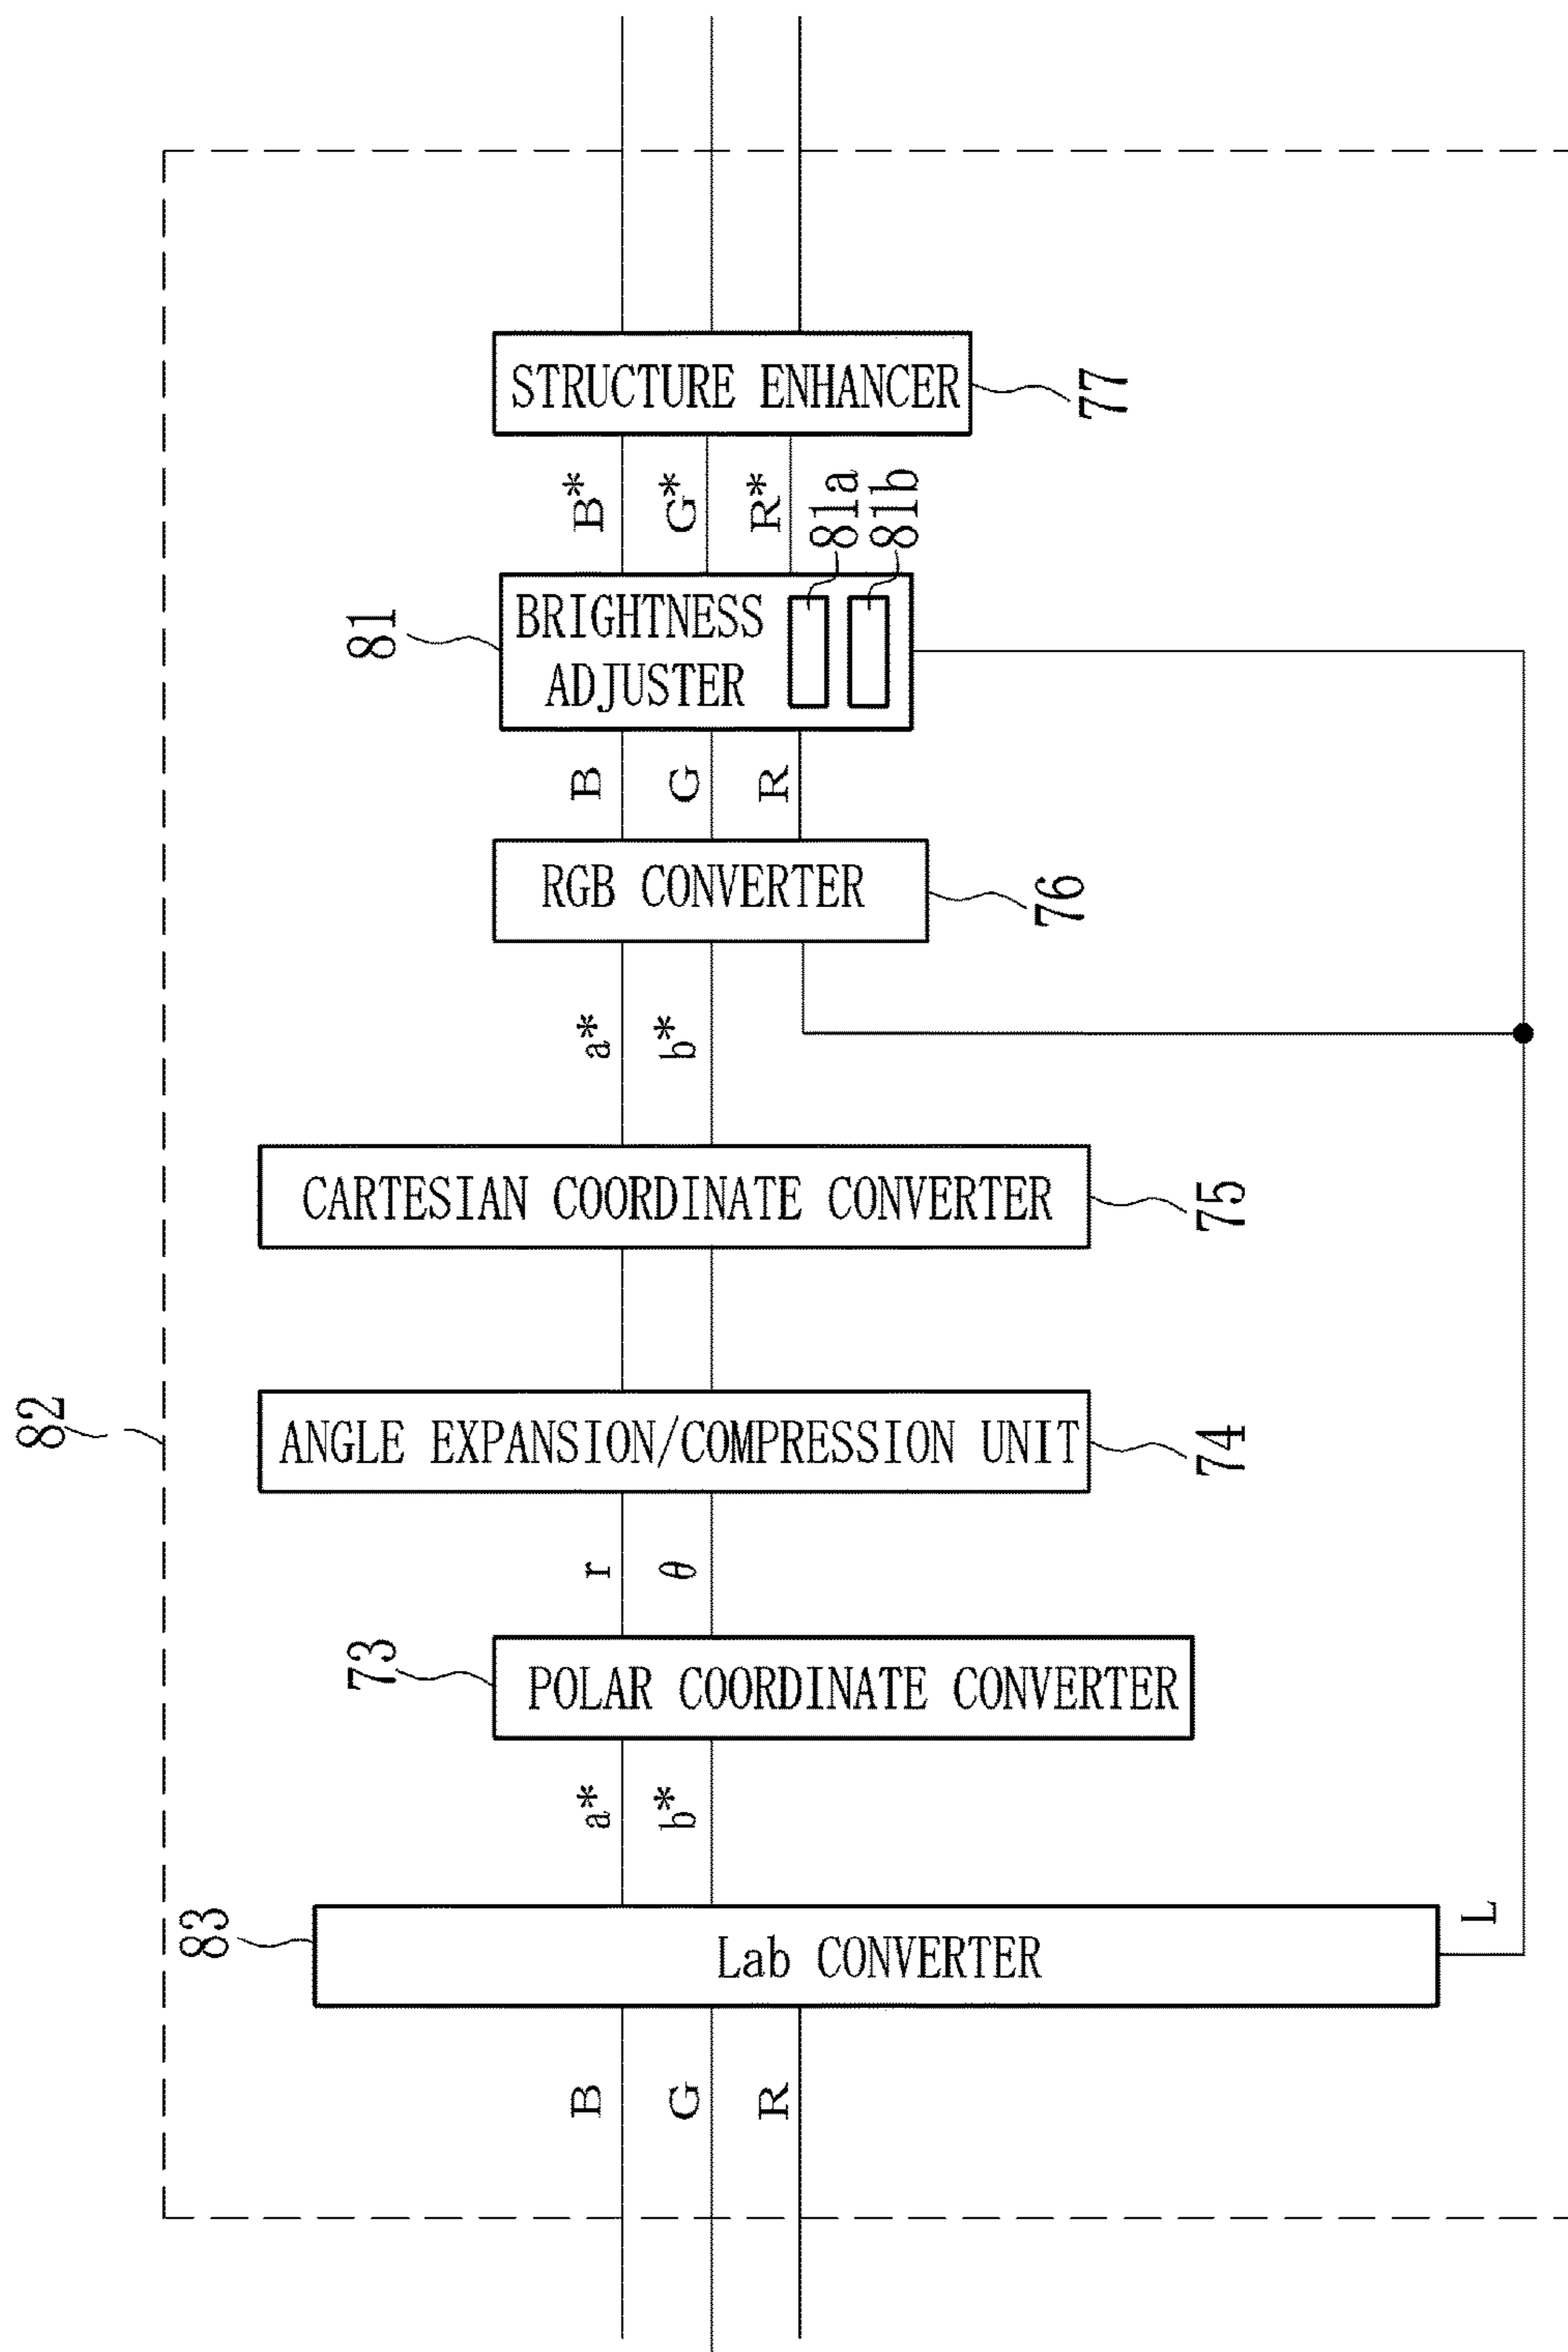 82
STRUCTURE ENHANCER
77
B*
G*
R*
81a
81b
81
BRIGHTNESS
ADJUSTER
B
G
R
RGB CONVERTER
76
a*
b*
CARTESIAN COORDINATE CONVERTER
75
ANGLE EXPANSION/COMPRESSION UNIT
74
r
θ
73
POLAR COORDINATE CONVERTER
a*
b*
83
Lab CONVERTER
L
B
G
R